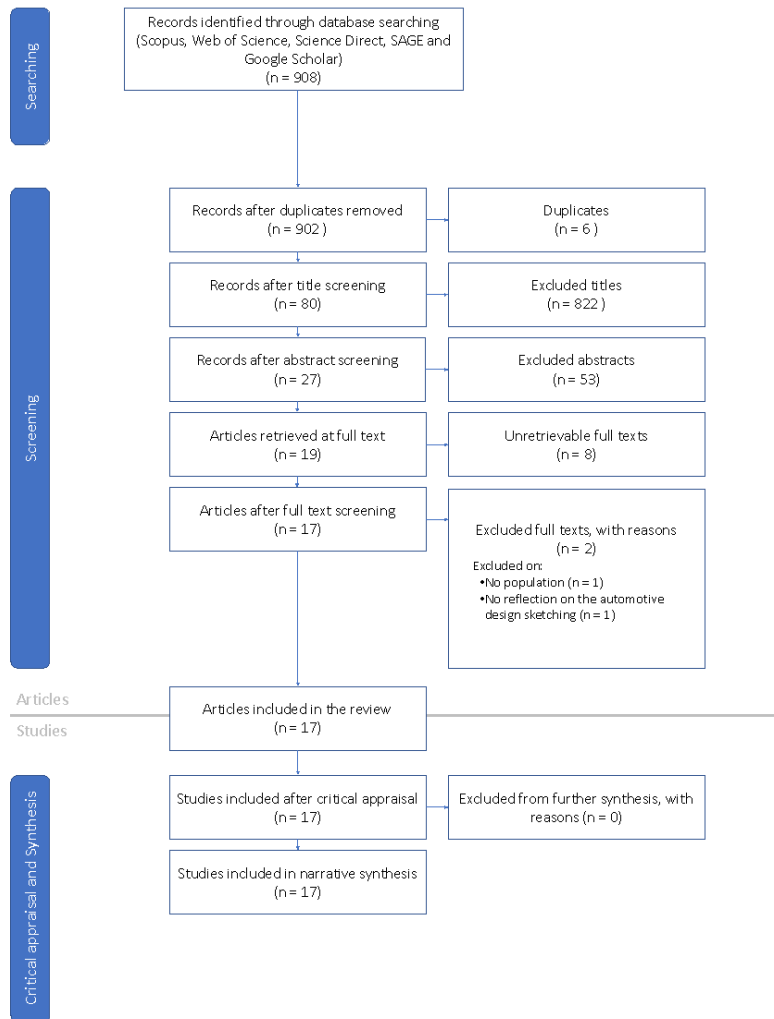 Searching
Records identified through database searching
(Scopus, Web of Science, Science Direct, SAGE and
Google Scholar)
(n = 908)
Screening
Records after duplicates removed
(n = 902 )
Duplicates
(n = 6 )
Records after title screening
(n = 80)
Excluded titles
(n = 822 )
Records after abstract screening
(n = 27)
Excluded abstracts
(n = 53)
Articles retrieved at full text
(n = 19)
Unretrievable full texts
(n = 8)
Articles after full text screening
(n = 17)
Excluded full texts, with reasons
(n = 2)
Excluded on:
•No population (n = 1)
•No reflection on the automotive
design sketching (n = 1)
Articles
Articles included in the review
(n = 17)
Studies
Critical appraisal and Synthesis
Studies included after critical appraisal
(n = 17)
Excluded from further synthesis, with
reasons (n = 0)
Studies included in narrative synthesis
(n = 17)